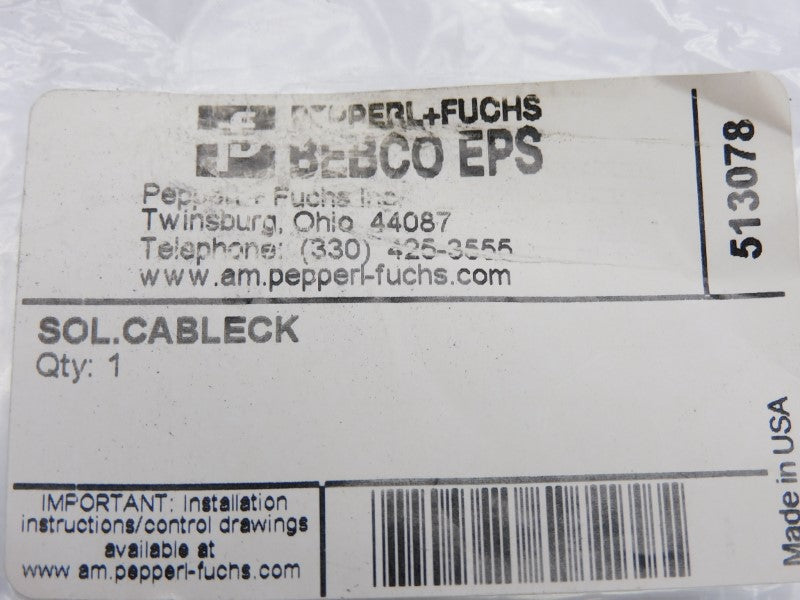 PEPPERL+FUCHS
BEBCO EPS
Pepperl + Fuchs Inc.
Twinsburg, Ohio 44087
Telephone: (330) 425-3555
www.am.pepperl-fuchs.com
513078
SOL.CABLECK
Qty: 1
Made in USA
IMPORTANT: Installation
instructions/control drawings
available at
www.am.pepperl-fuchs.com